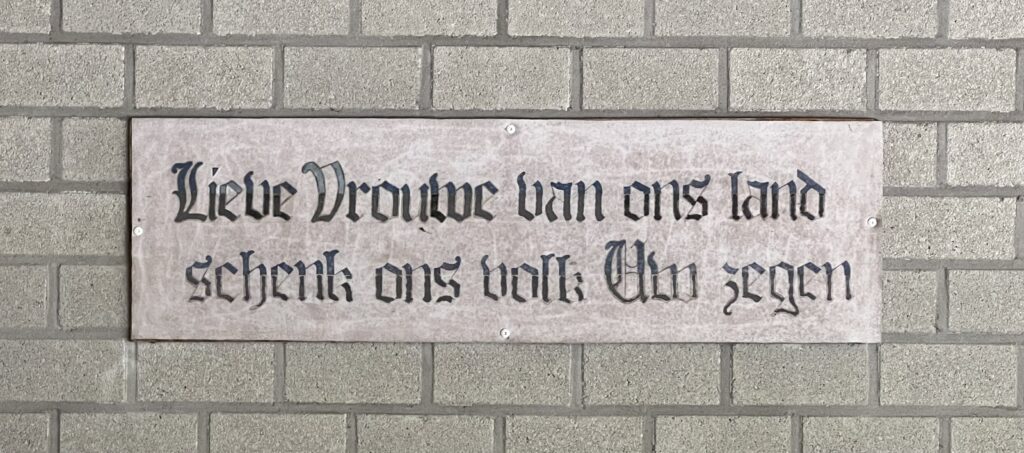 Lieve Vrouwe van ons land
schenk ons volk Uw zegen